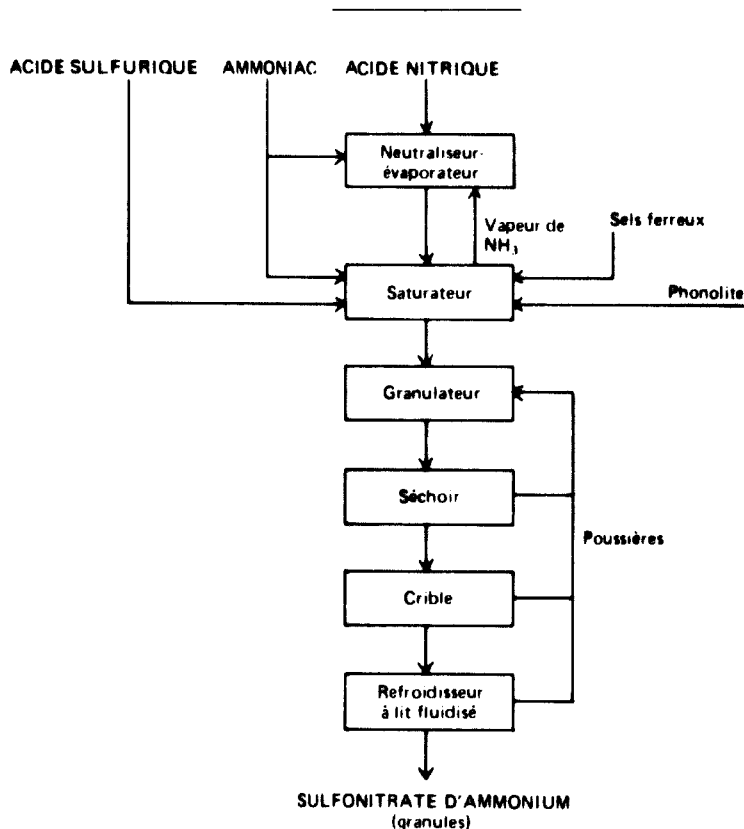 ACIDE SULFURIQUE
AMMONIAC
ACIDE NITRIQUE
Neutraliseur-
évaporateur
Vapeur de
NH₃
Sels ferreux
Saturateur
Phonolite
Granulateur
Séchoir
Poussières
Crible
Refroidisseur
à lit fluidisé
SULFONITRATE D'AMMONIUM
(granules)